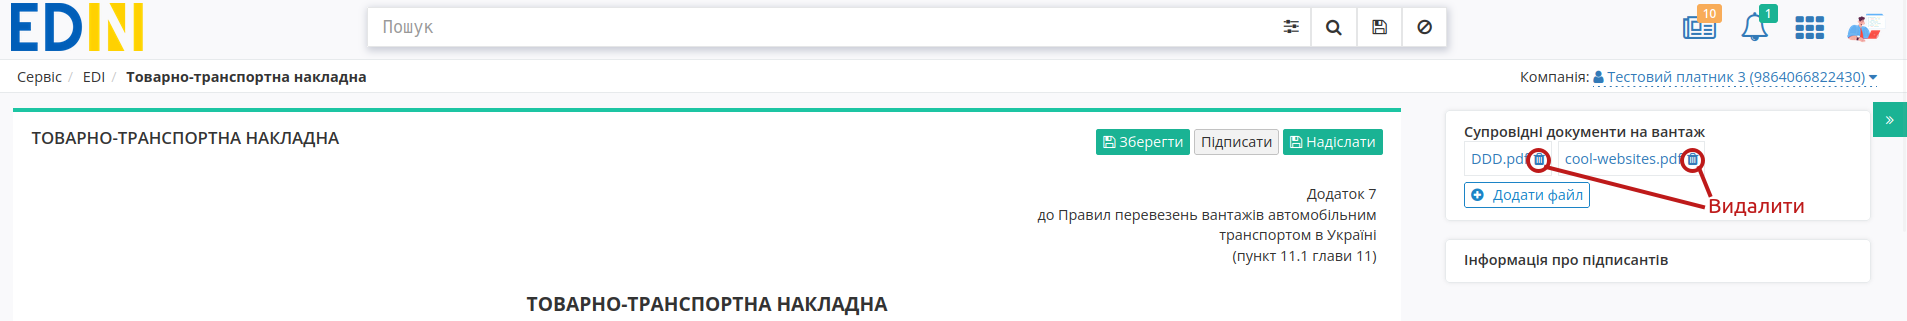 EDIN
Пошук
10
1
Сервіс / EDI / Товарно-транспортна накладна
Компанія: Тестовий платник 3 (9864066822430)
ТОВАРНО-ТРАНСПОРТНА НАКЛАДНА
Зберегти Підписати Надіслати
Додаток 7
до Правил перевезень вантажів автомобільним
транспортом в Україні
(пункт 11.1 глави 11)
ТОВАРНО-ТРАНСПОРТНА НАКЛАДНА
»
Супровідні документи на вантаж
DDD.pdf cool-websites.pdf
Додати файл
Видалити
Інформація про підписантів